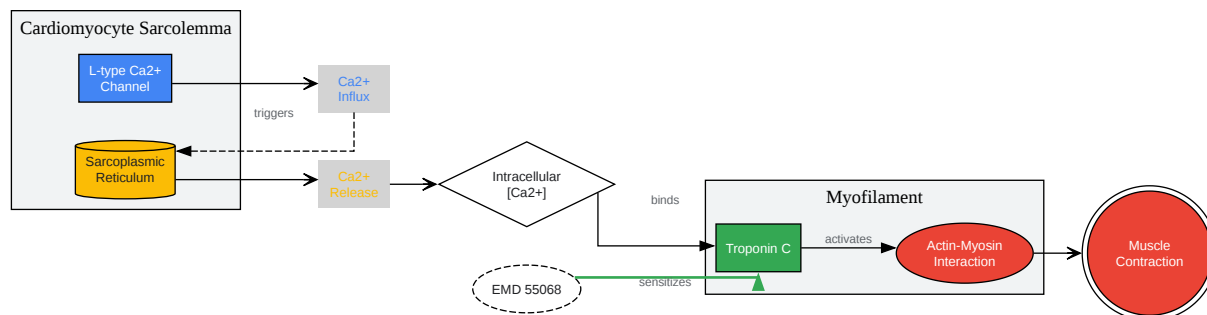 Cardiomyocyte Sarcolemma
L-type Ca2+
Channel
Ca2+
Influx
triggers
Sarcoplasmic
Reticulum
Ca2+
Release
Intracellular
[Ca2+]
binds
Myofilament
Troponin C
activates
Actin-Myosin
Interaction
Muscle
Contraction
EMD 55068
sensitizes